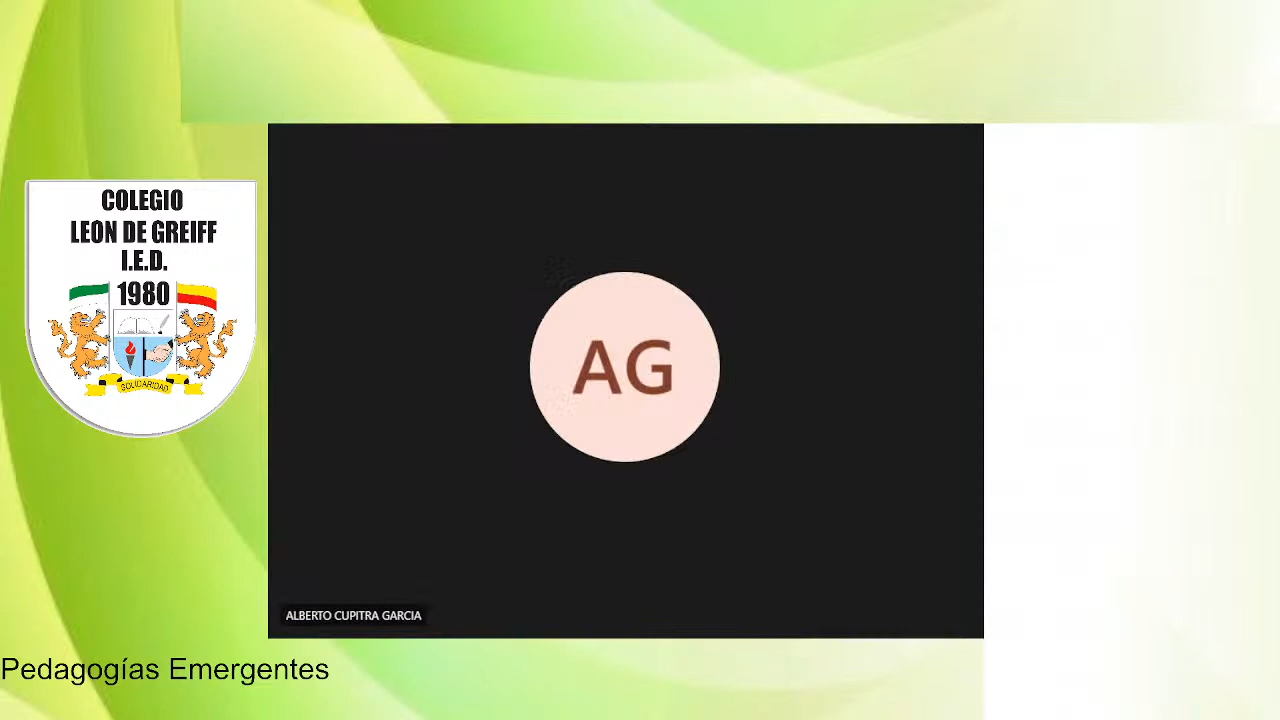 COLEGIO
LEON DE GREIFF
I.E.D.
1980
SOLIDARIDAD
AG
ALBERTO CUPITRA GARCIA
Pedagogías Emergentes